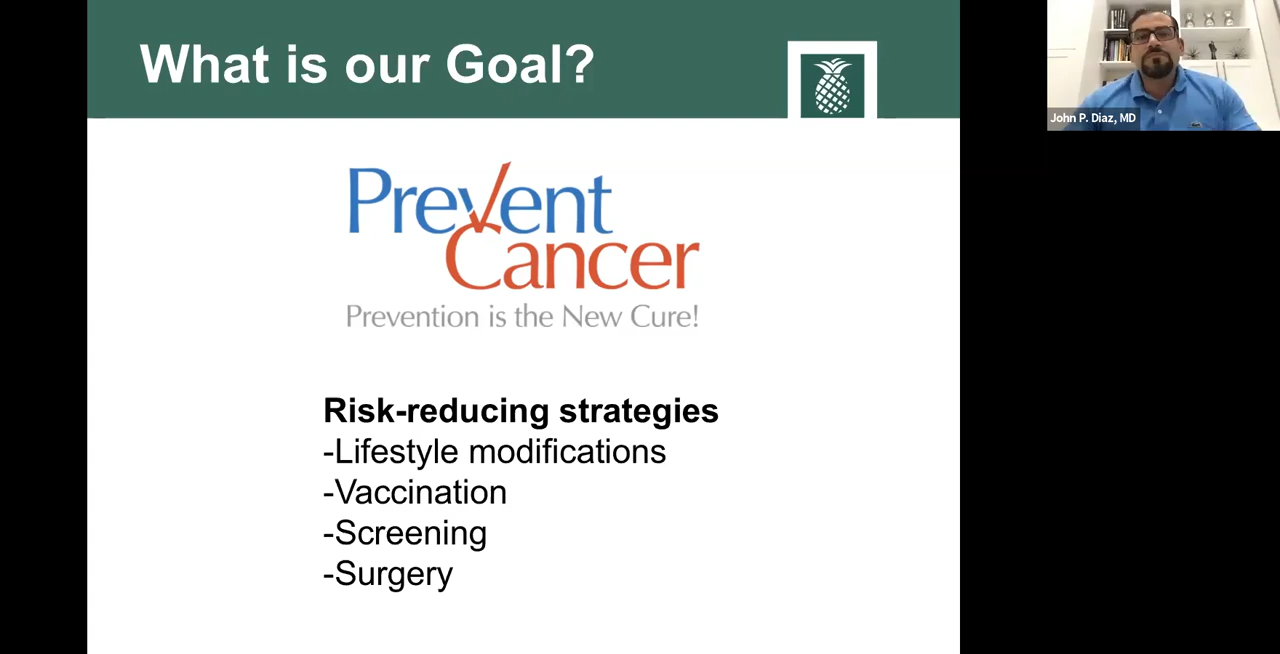 What is our Goal?
John P. Diaz, MD
Prevent
Cancer
Prevention is the New Cure!
Risk-reducing strategies
-Lifestyle modifications
-Vaccination
-Screening
-Surgery